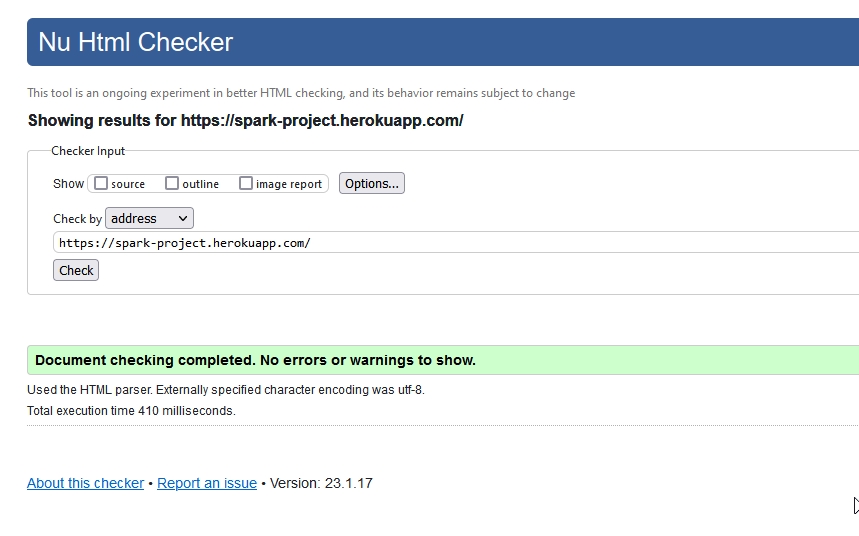 Nu Html Checker
This tool is an ongoing experiment in better HTML checking, and its behavior remains subject to change
Showing results for https://spark-project.herokuapp.com/
Checker Input
Show source outline image report Options...
Check by address
https://spark-project.herokuapp.com/
Check
Document checking completed. No errors or warnings to show.
Used the HTML parser. Externally specified character encoding was utf-8.
Total execution time 410 milliseconds.
About this checker • Report an issue • Version: 23.1.17